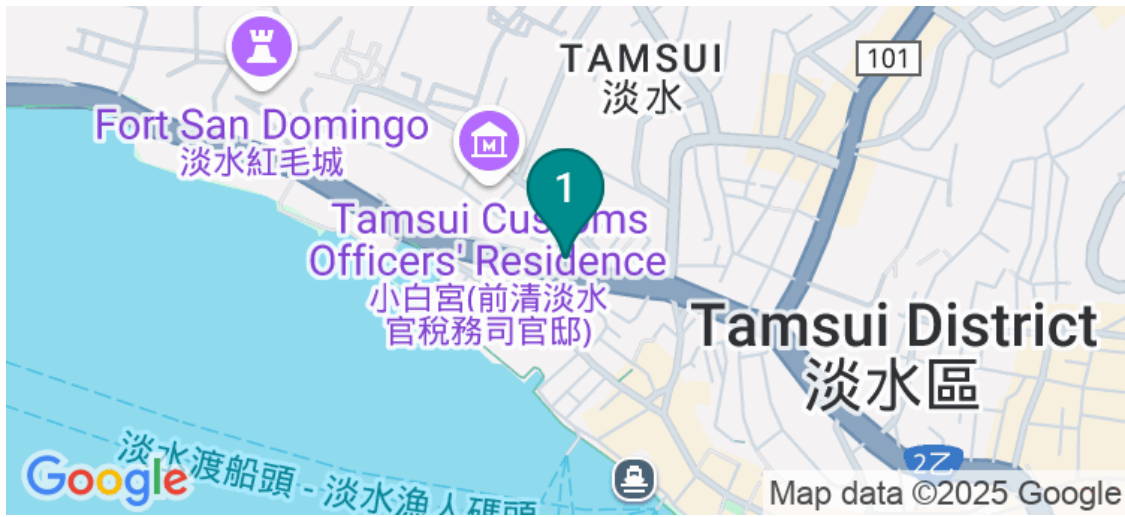 TAMSUI
淡水
101
Fort San Domingo
淡水紅毛城
1
Tamsui Customs
Officers' Residence
小白宮(前清淡水
官稅務司官邸)
Tamsui District
淡水區
2乙
淡水渡船頭 - 淡水漁人碼頭
Google
Map data ©2025 Google